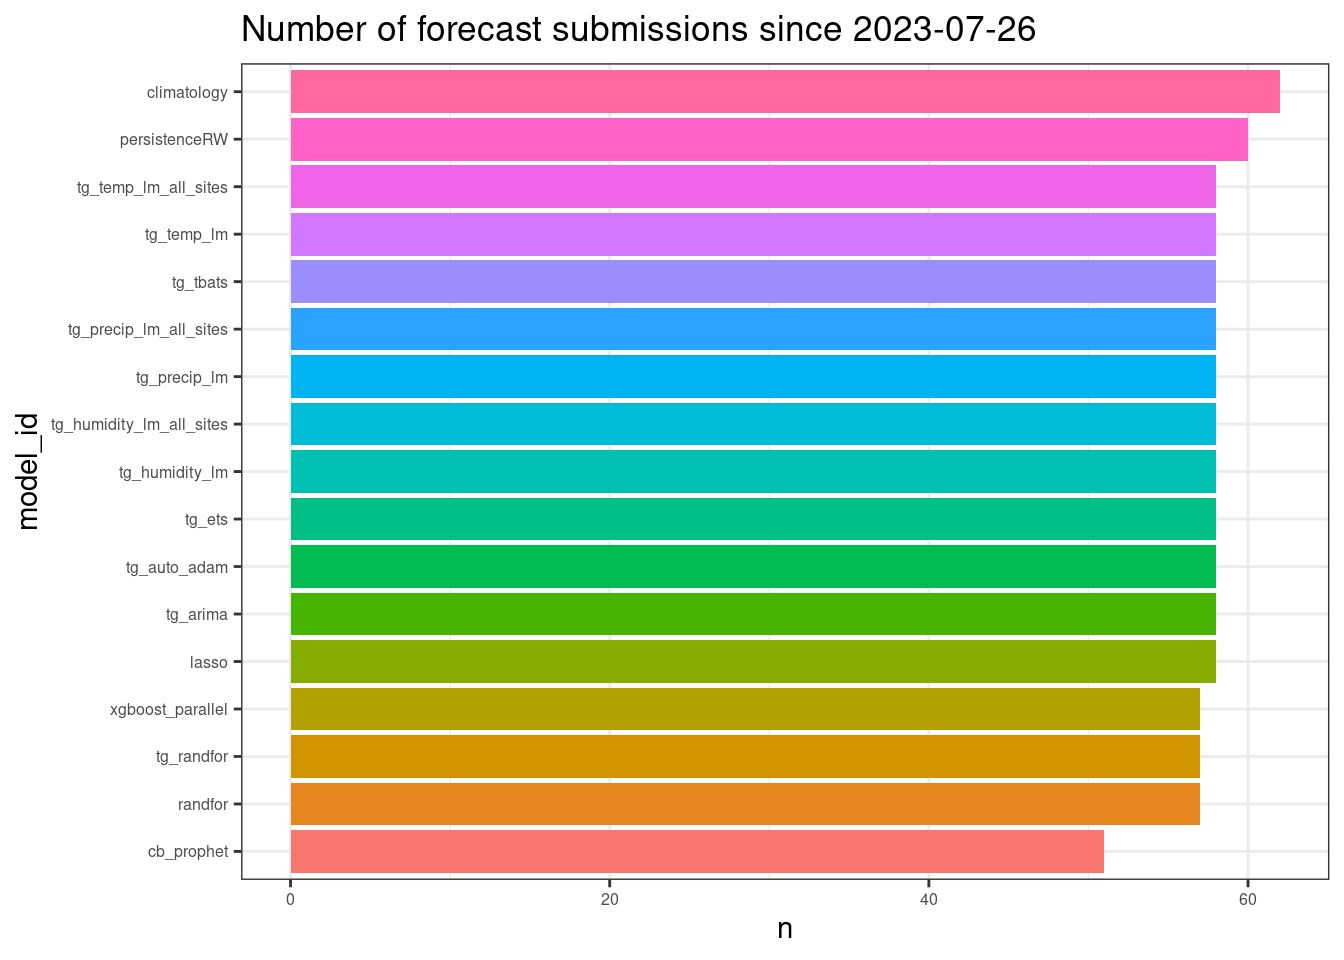 Number of forecast submissions since 2023-07-26
climatology
persistenceRW
tg_temp_lm_all_sites
tg_temp_lm
tg_tbats
tg_precip_lm_all_sites
tg_precip_lm
tg_humidity_lm_all_sites
tg_humidity_lm
tg_ets
tg_auto_adam
tg_arima
lasso
xgboost_parallel
tg_randfor
randfor
cb_prophet
model_id
0 20 40 60
n